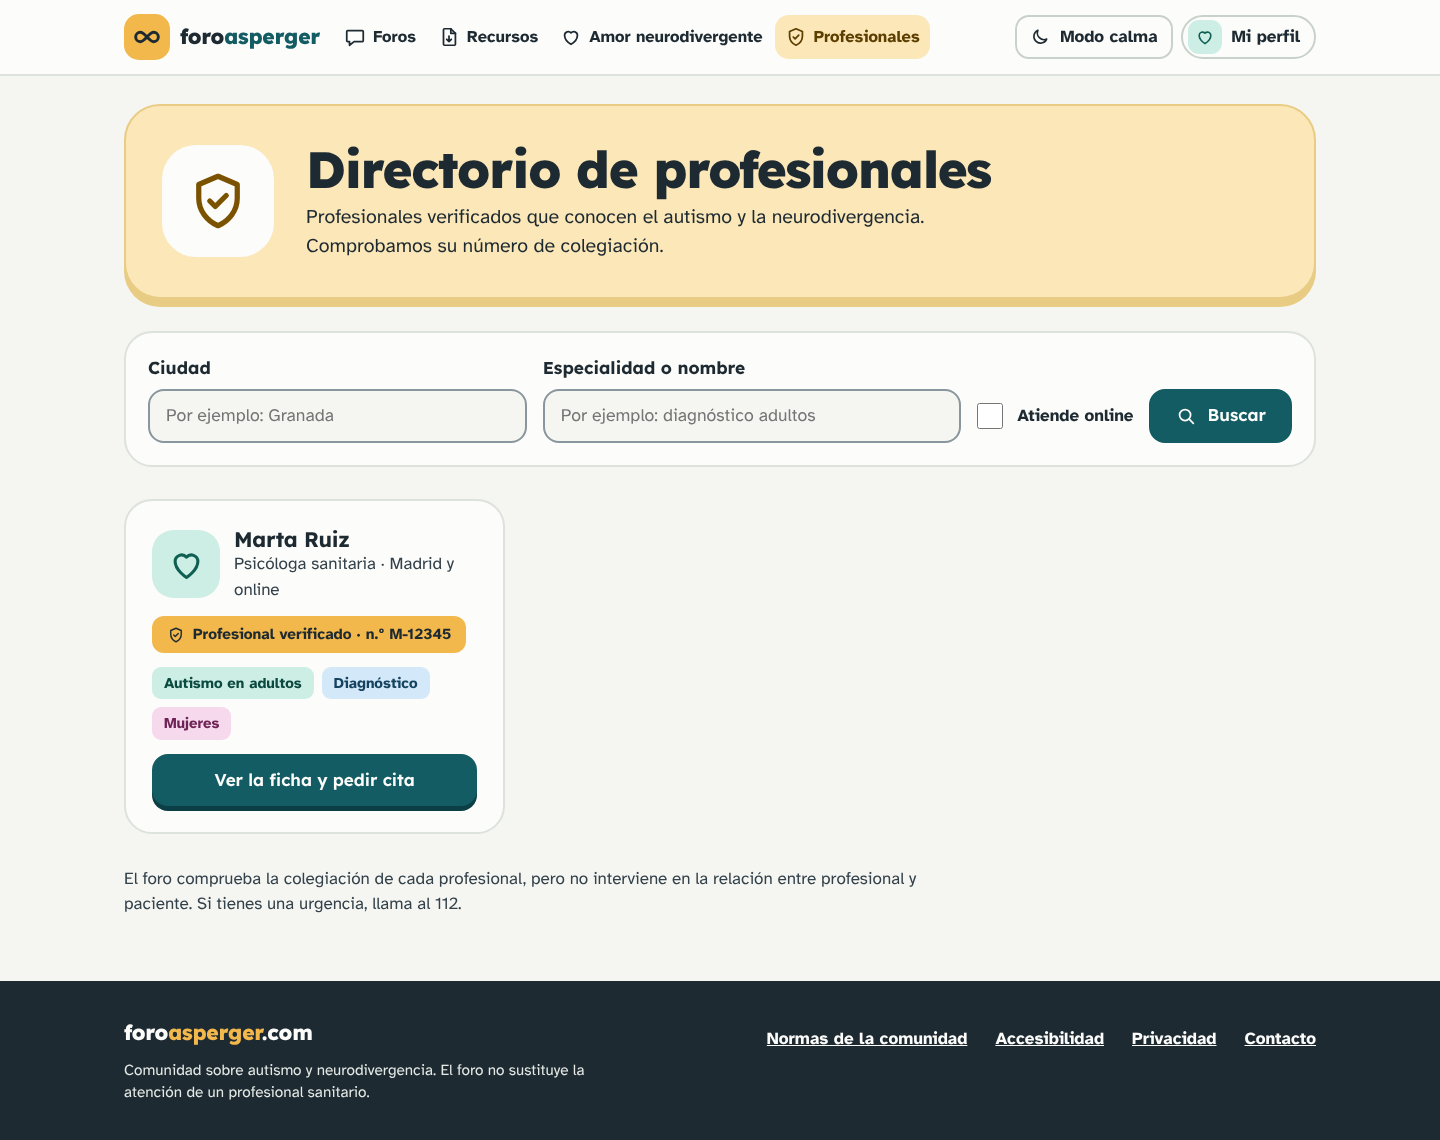 foroasperger
Foros
Recursos
Amor neurodivergente
Profesionales
Modo calma
Mi perfil
Directorio de profesionales
Profesionales verificados que conocen el autismo y la neurodivergencia.
Comprobamos su número de colegiación.
Ciudad
Por ejemplo: Granada
Especialidad o nombre
Por ejemplo: diagnóstico adultos
Atiende online
Buscar
Marta Ruiz
Psicóloga sanitaria · Madrid y
online
Profesional verificado · n.º M-12345
Autismo en adultos
Diagnóstico
Mujeres
Ver la ficha y pedir cita
El foro comprueba la colegiación de cada profesional, pero no interviene en la relación entre profesional y
paciente. Si tienes una urgencia, llama al 112.
foroasperger.com
Comunidad sobre autismo y neurodivergencia. El foro no sustituye la
atención de un profesional sanitario.
Normas de la comunidad
Accesibilidad
Privacidad
Contacto